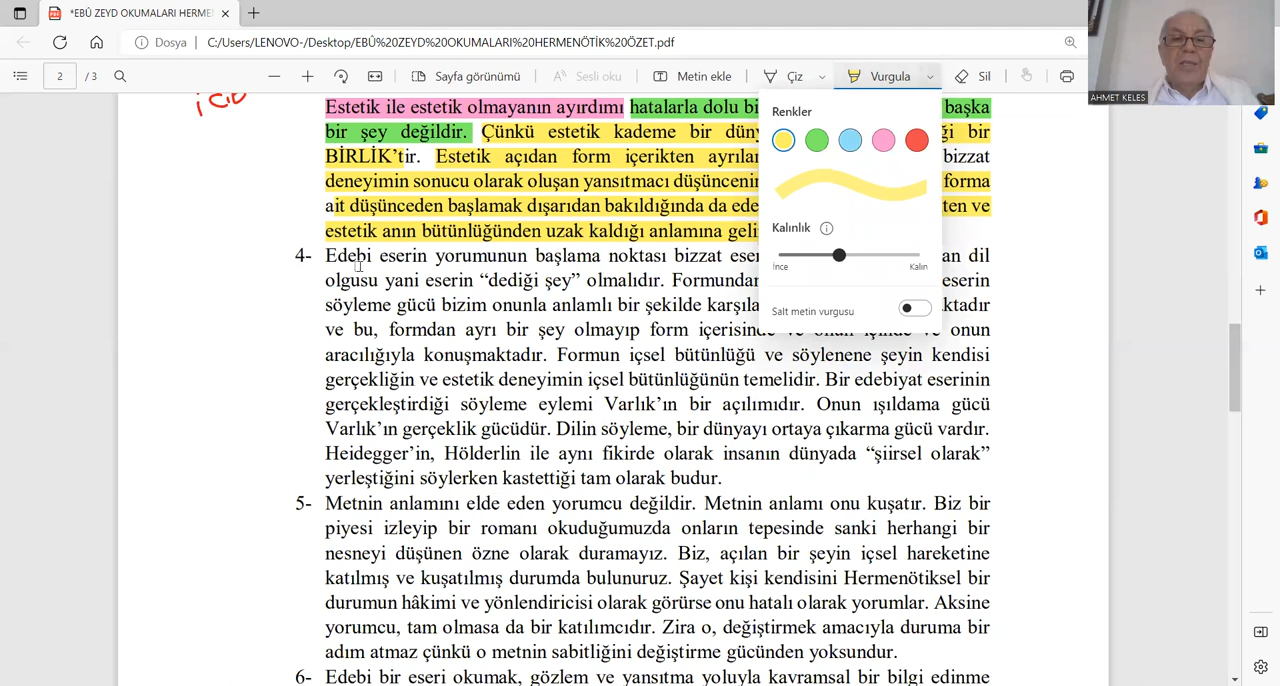 *EBÛ ZEYD OKUMALARI HERME
Dosya
C:/Users/LENOVO-/Desktop/EBÛ%20ZEYD%20OKUMALARI%20HERMENÖTİK%20ÖZET.pdf
2 / 3
Sayfa görünümü
Sesli oku
Metin ekle
Çiz
Vurgula
Sil
AHMET KELES
Renkler
Kalınlık
İnce
Kalın
Salt metin vurgusu
Estetik ile estetik olmayanın ayırdımı hatalarla dolu bi başka
bir şey değildir. Çünkü estetik kademe bir düny ği bir
BİRLİK’tir. Estetik açıdan form içerikten ayrılar bizzat
deneyimin sonucu olarak oluşan yansıtmacı düşüncenin forma
ait düşünceden başlamak dışarıdan bakıldığında da ede ten ve
estetik anın bütünlüğünden uzak kaldığı anlamına geli
4- Edebi eserin yorumunun başlama noktası bizzat eser an dil
olgusu yani eserin “dediği şey” olmalıdır. Formundan eserin
söyleme gücü bizim onunla anlamlı bir şekilde karşıla ktadır
ve bu, formdan ayrı bir şey olmayıp form içerisinde ve onun içinde ve onun
aracılığıyla konuşmaktadır. Formun içsel bütünlüğü ve söylenene şeyin kendisi
gerçekliğin ve estetik deneyimin içsel bütünlüğünün temelidir. Bir edebiyat eserinin
gerçekleştirdiği söyleme eylemi Varlık’ın bir açılımıdır. Onun ışıldama gücü
Varlık’ın gerçeklik gücüdür. Dilin söyleme, bir dünyayı ortaya çıkarma gücü vardır.
Heidegger’in, Hölderlin ile aynı fikirde olarak insanın dünyada “şiirsel olarak”
yerleştiğini söylerken kastettiği tam olarak budur.
5- Metnin anlamını elde eden yorumcu değildir. Metnin anlamı onu kuşatır. Biz bir
piyesi izleyip bir romanı okuduğumuzda onların tepesinde sanki herhangi bir
nesneyi düşünen özne olarak duramayız. Biz, açılan bir şeyin içsel hareketine
katılmış ve kuşatılmış durumda bulunuruz. Şayet kişi kendisini Hermenötiksel bir
durumun hâkimi ve yönlendiricisi olarak görürse onu hatalı olarak yorumlar. Aksine
yorumcu, tam olmasa da bir katılımcıdır. Zira o, değiştirmek amacıyla duruma bir
adım atmaz çünkü o metnin sabitliğini değiştirme gücünden yoksundur.
6- Edebi bir eseri okumak, gözlem ve yansıtma yoluyla kavramsal bir bilgi edinme